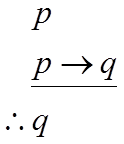 p
p → q
∴ q